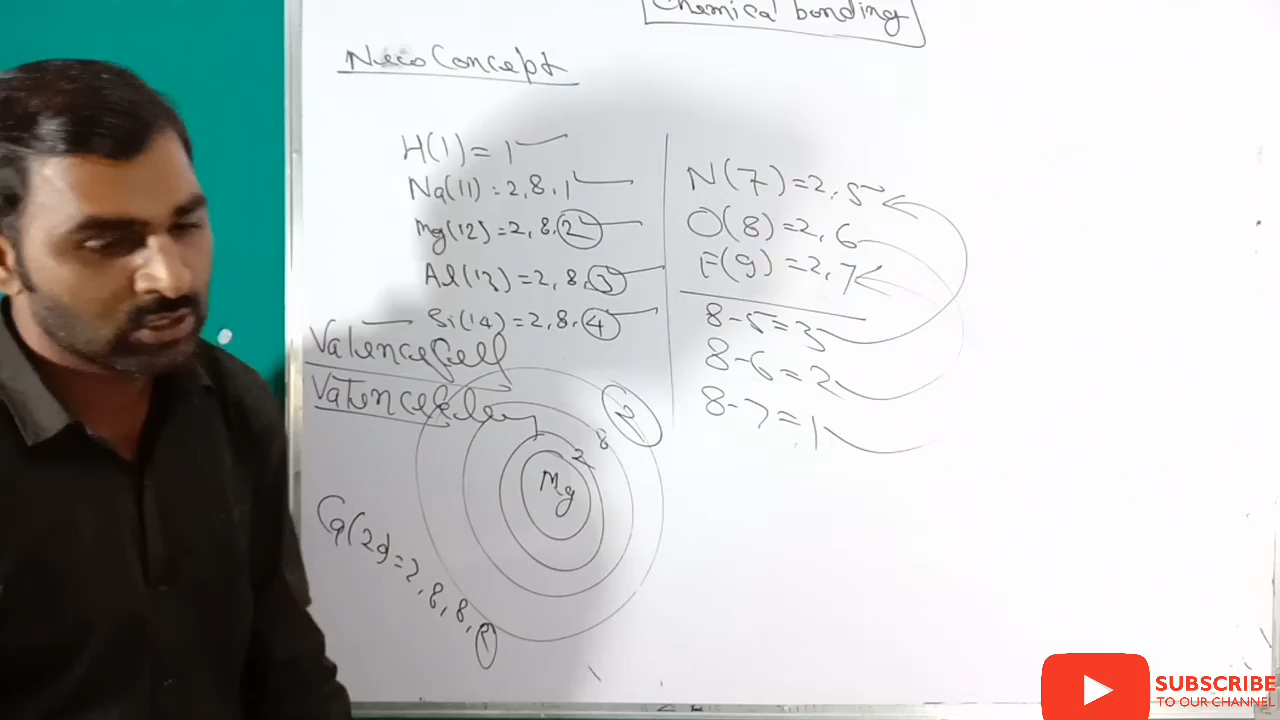 Chemical bonding
Neco Concept
H(1) = 1
Na(11) = 2, 8, 1
Mg(12) = 2, 8, 2
Al(13) = 2, 8, 3
Si(14) = 2, 8, 4
Valence
Valence
Mg
2
8
2
Ca(20) = 2, 8, 8, 2
N(7) = 2, 5
O(8) = 2, 6
F(9) = 2, 7
8-5 = 3
8-6 = 2
8-7 = 1
SUBSCRIBE
TO OUR CHANNEL